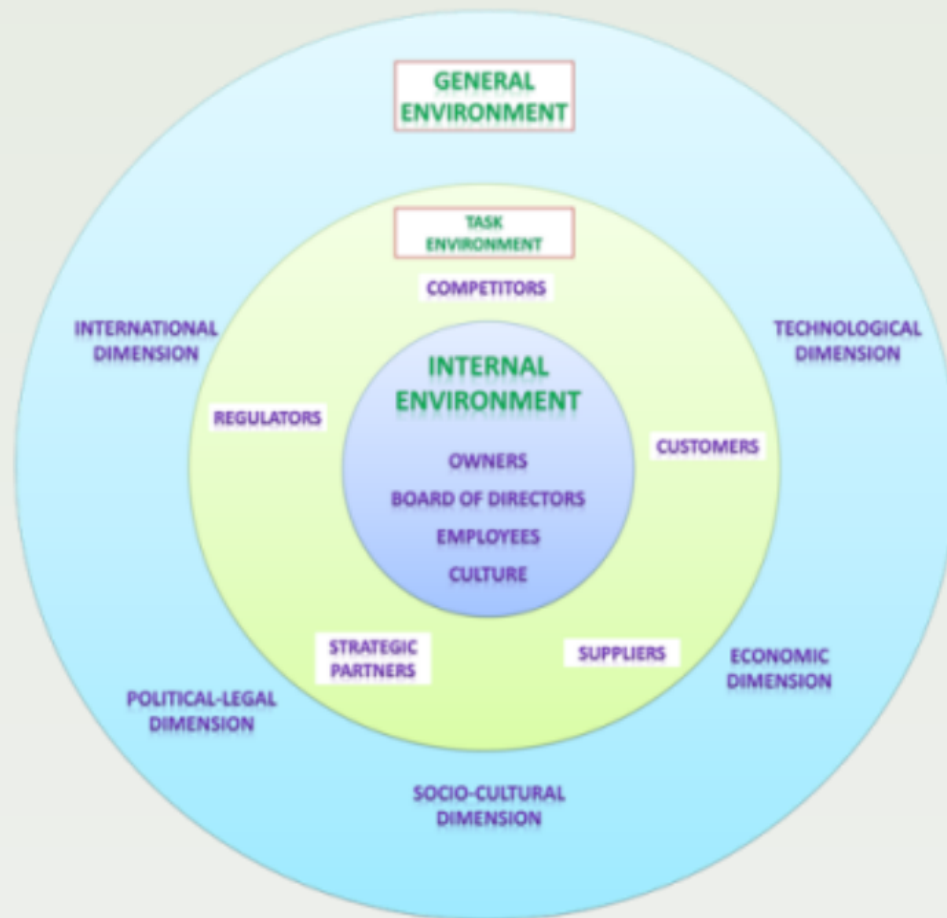 GENERAL
ENVIRONMENT
TASK
ENVIRONMENT
COMPETITORS
INTERNATIONAL
DIMENSION
TECHNOLOGICAL
DIMENSION
INTERNAL
ENVIRONMENT
REGULATORS
CUSTOMERS
OWNERS
BOARD OF DIRECTORS
EMPLOYEES
CULTURE
STRATEGIC
PARTNERS
SUPPLIERS
ECONOMIC
DIMENSION
POLITICAL-LEGAL
DIMENSION
SOCIO-CULTURAL
DIMENSION